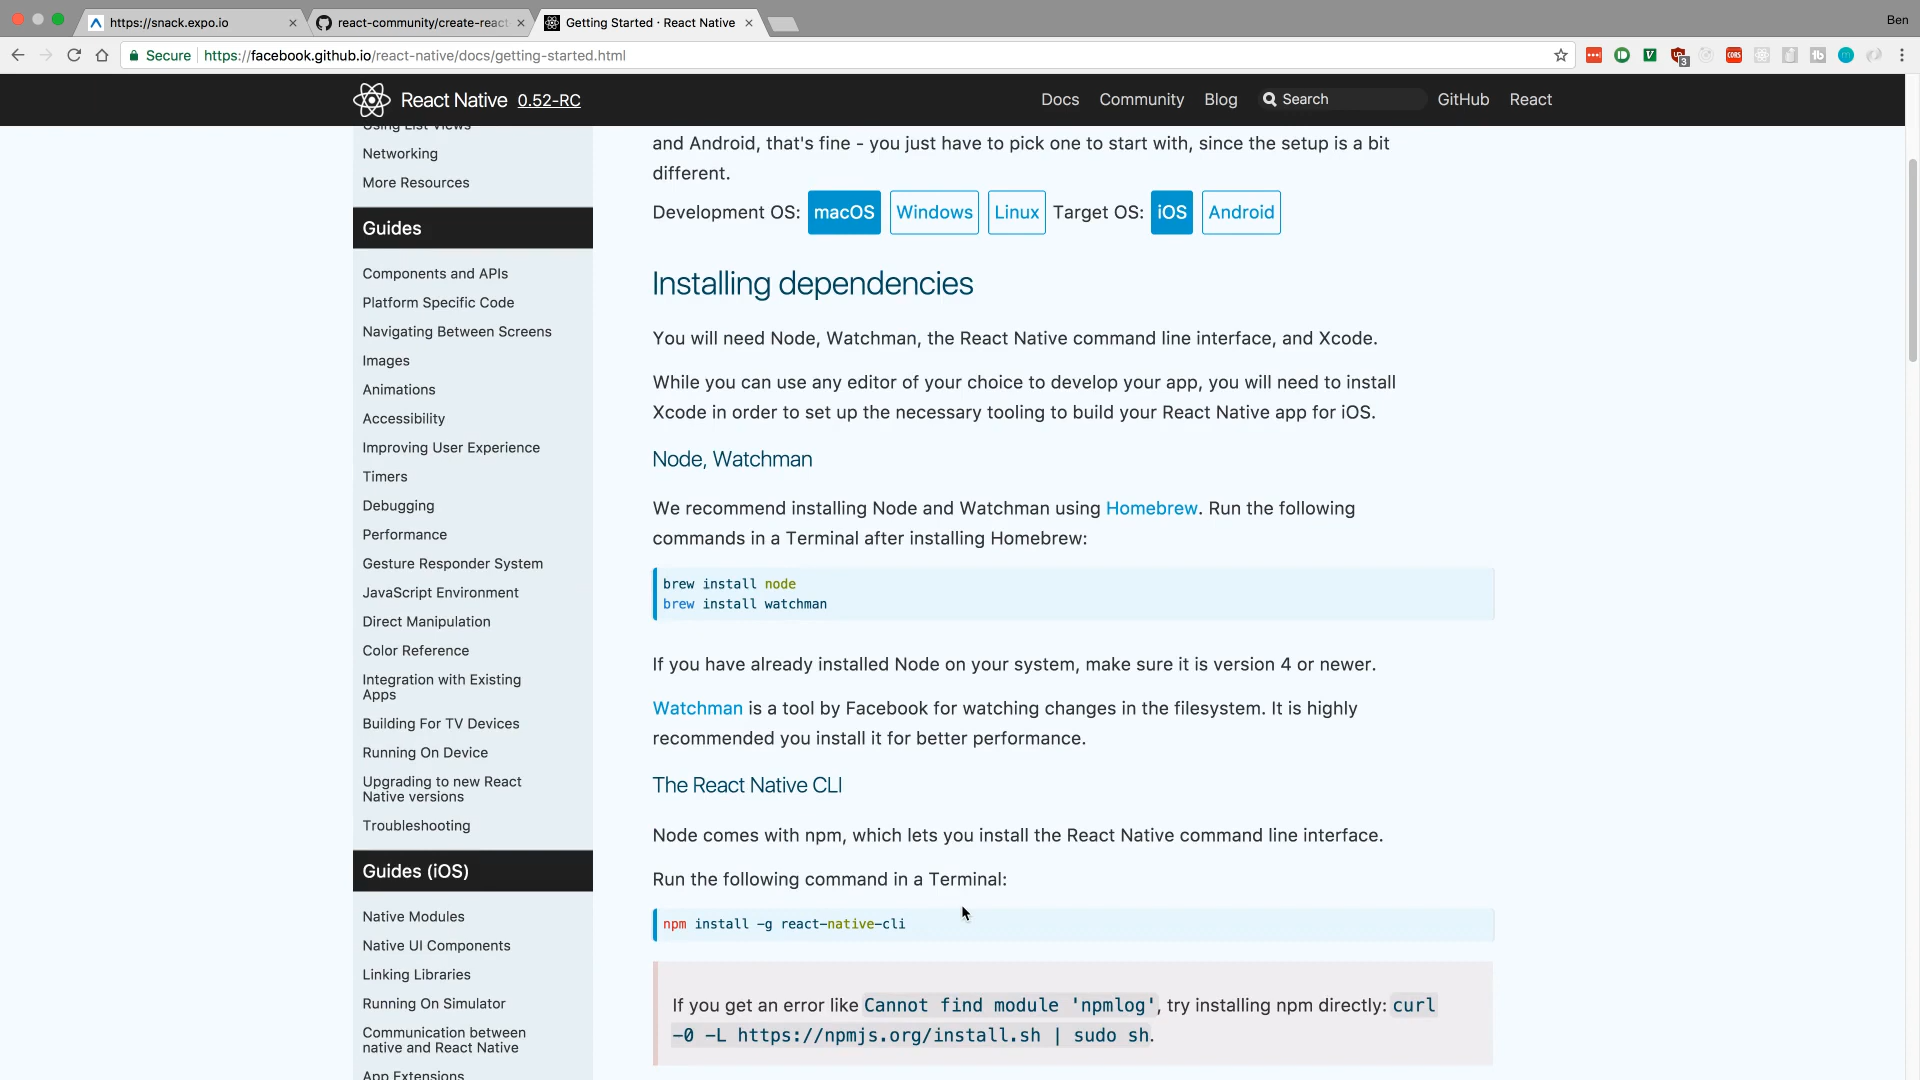 https://snack.expo.io
react-community/create-react
Getting Started · React Native
Ben
Secure
https://facebook.github.io/react-native/docs/getting-started.html
3
CORS
React Native
0.52-RC
Docs
Community
Blog
Search
GitHub
React
Using List Views
Networking
More Resources
Guides
Components and APIs
Platform Specific Code
Navigating Between Screens
Images
Animations
Accessibility
Improving User Experience
Timers
Debugging
Performance
Gesture Responder System
JavaScript Environment
Direct Manipulation
Color Reference
Integration with Existing
Apps
Building For TV Devices
Running On Device
Upgrading to new React
Native versions
Troubleshooting
Guides (iOS)
Native Modules
Native UI Components
Linking Libraries
Running On Simulator
Communication between
native and React Native
App Extensions
and Android, that's fine - you just have to pick one to start with, since the setup is a bit
different.
Development OS: macOS Windows Linux Target OS: iOS Android
Installing dependencies
You will need Node, Watchman, the React Native command line interface, and Xcode.
While you can use any editor of your choice to develop your app, you will need to install
Xcode in order to set up the necessary tooling to build your React Native app for iOS.
Node, Watchman
We recommend installing Node and Watchman using Homebrew. Run the following
commands in a Terminal after installing Homebrew:
brew install node
brew install watchman
If you have already installed Node on your system, make sure it is version 4 or newer.
Watchman is a tool by Facebook for watching changes in the filesystem. It is highly
recommended you install it for better performance.
The React Native CLI
Node comes with npm, which lets you install the React Native command line interface.
Run the following command in a Terminal:
npm install -g react-native-cli
If you get an error like Cannot find module 'npmlog', try installing npm directly: curl
-0 -L https://npmjs.org/install.sh | sudo sh.